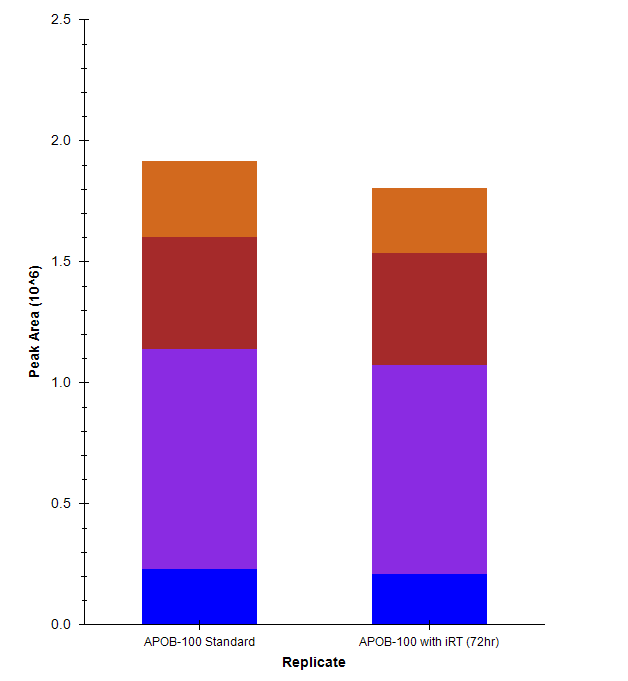 2.5
2.0
1.5
1.0
0.5
0.0
Peak Area (10^6)
APOB-100 Standard
APOB-100 with iRT (72hr)
Replicate